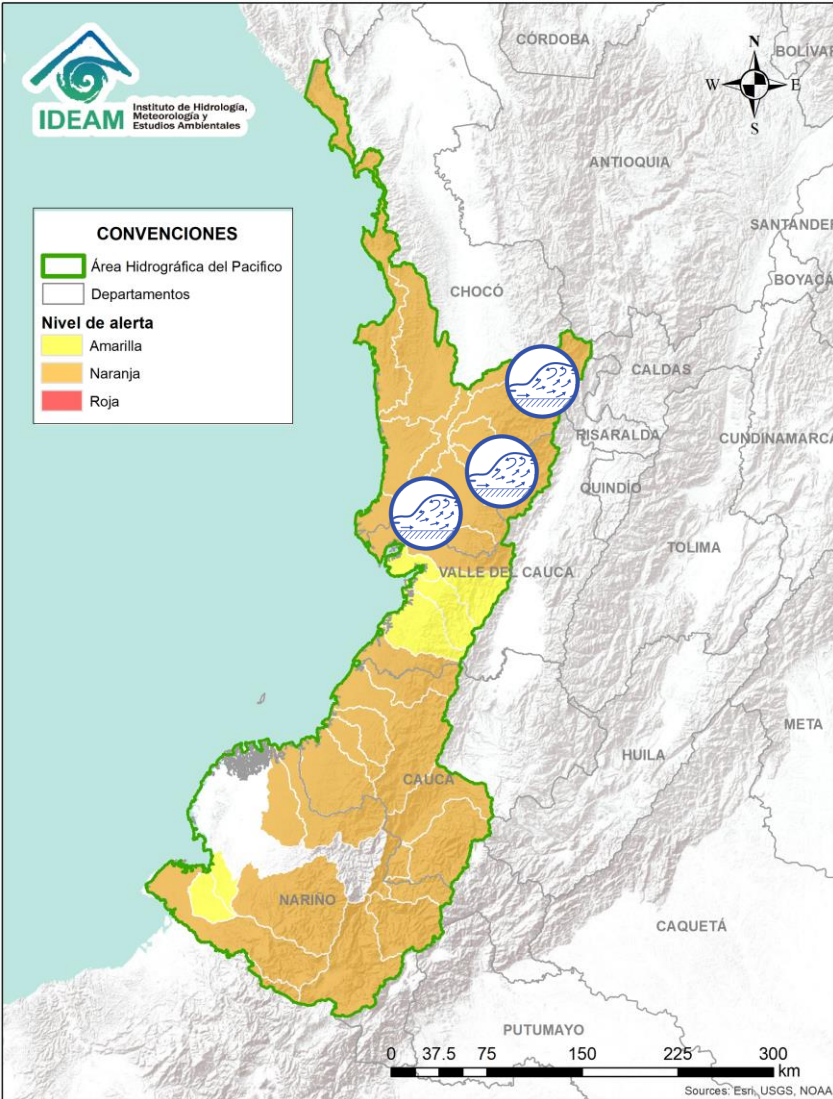 IDEAM
Instituto de Hidrología,
Meteorología y
Estudios Ambientales
CÓRDOBA
BOLÍVAR
N
W
E
S
ANTIOQUIA
SANTANDER
BOYACÁ
CONVENCIONES
Área Hidrográfica del Pacifico
Departamentos
Nivel de alerta
Amarilla
Naranja
Roja
CHOCÓ
CALDAS
RISARALDA
CUNDINAMARCA
QUINDÍO
TOLIMA
VALLE DEL CAUCA
META
HUILA
CAUCA
NARIÑO
CAQUETÁ
PUTUMAYO
0 37.5 75 150 225 300
km
Sources: Esri, USGS, NOAA